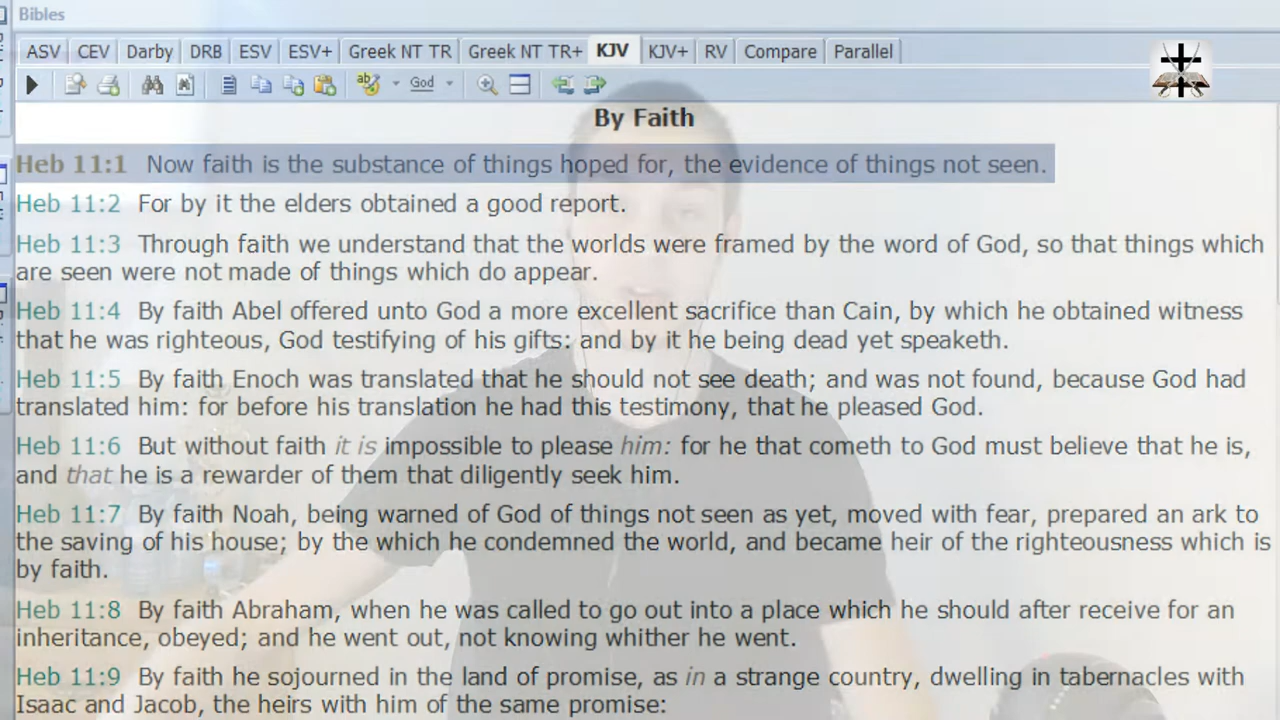 Bibles
ASV CEV Darby DRB ESV ESV+ Greek NT TR Greek NT TR+ KJV KJV+ RV Compare Parallel
God
By Faith
Heb 11:1 Now faith is the substance of things hoped for, the evidence of things not seen.
Heb 11:2 For by it the elders obtained a good report.
Heb 11:3 Through faith we understand that the worlds were framed by the word of God, so that things which
are seen were not made of things which do appear.
Heb 11:4 By faith Abel offered unto God a more excellent sacrifice than Cain, by which he obtained witness
that he was righteous, God testifying of his gifts: and by it he being dead yet speaketh.
Heb 11:5 By faith Enoch was translated that he should not see death; and was not found, because God had
translated him: for before his translation he had this testimony, that he pleased God.
Heb 11:6 But without faith it is impossible to please him: for he that cometh to God must believe that he is,
and that he is a rewarder of them that diligently seek him.
Heb 11:7 By faith Noah, being warned of God of things not seen as yet, moved with fear, prepared an ark to
the saving of his house; by the which he condemned the world, and became heir of the righteousness which is
by faith.
Heb 11:8 By faith Abraham, when he was called to go out into a place which he should after receive for an
inheritance, obeyed; and he went out, not knowing whither he went.
Heb 11:9 By faith he sojourned in the land of promise, as in a strange country, dwelling in tabernacles with
Isaac and Jacob, the heirs with him of the same promise: